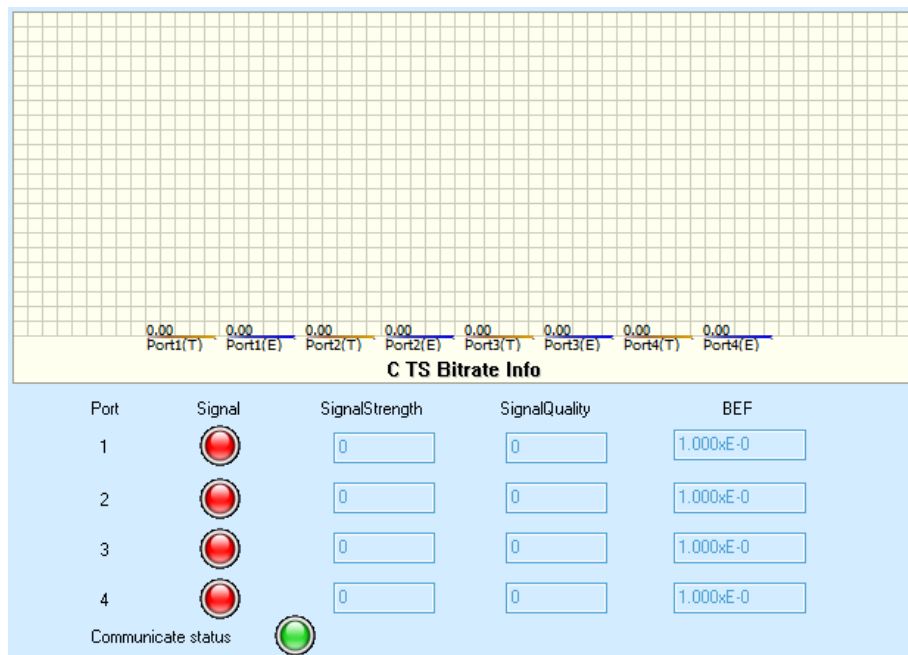 0.00 0.00 0.00 0.00 0.00 0.00 0.00 0.00
Port1(T) Port1(E) Port2(T) Port2(E) Port3(T) Port3(E) Port4(T) Port4(E)
C TS Bitrate Info
Port Signal SignalStrength SignalQuality BEF
1 0 0 1.000xE-0
2 0 0 1.000xE-0
3 0 0 1.000xE-0
4 0 0 1.000xE-0
Communicate status